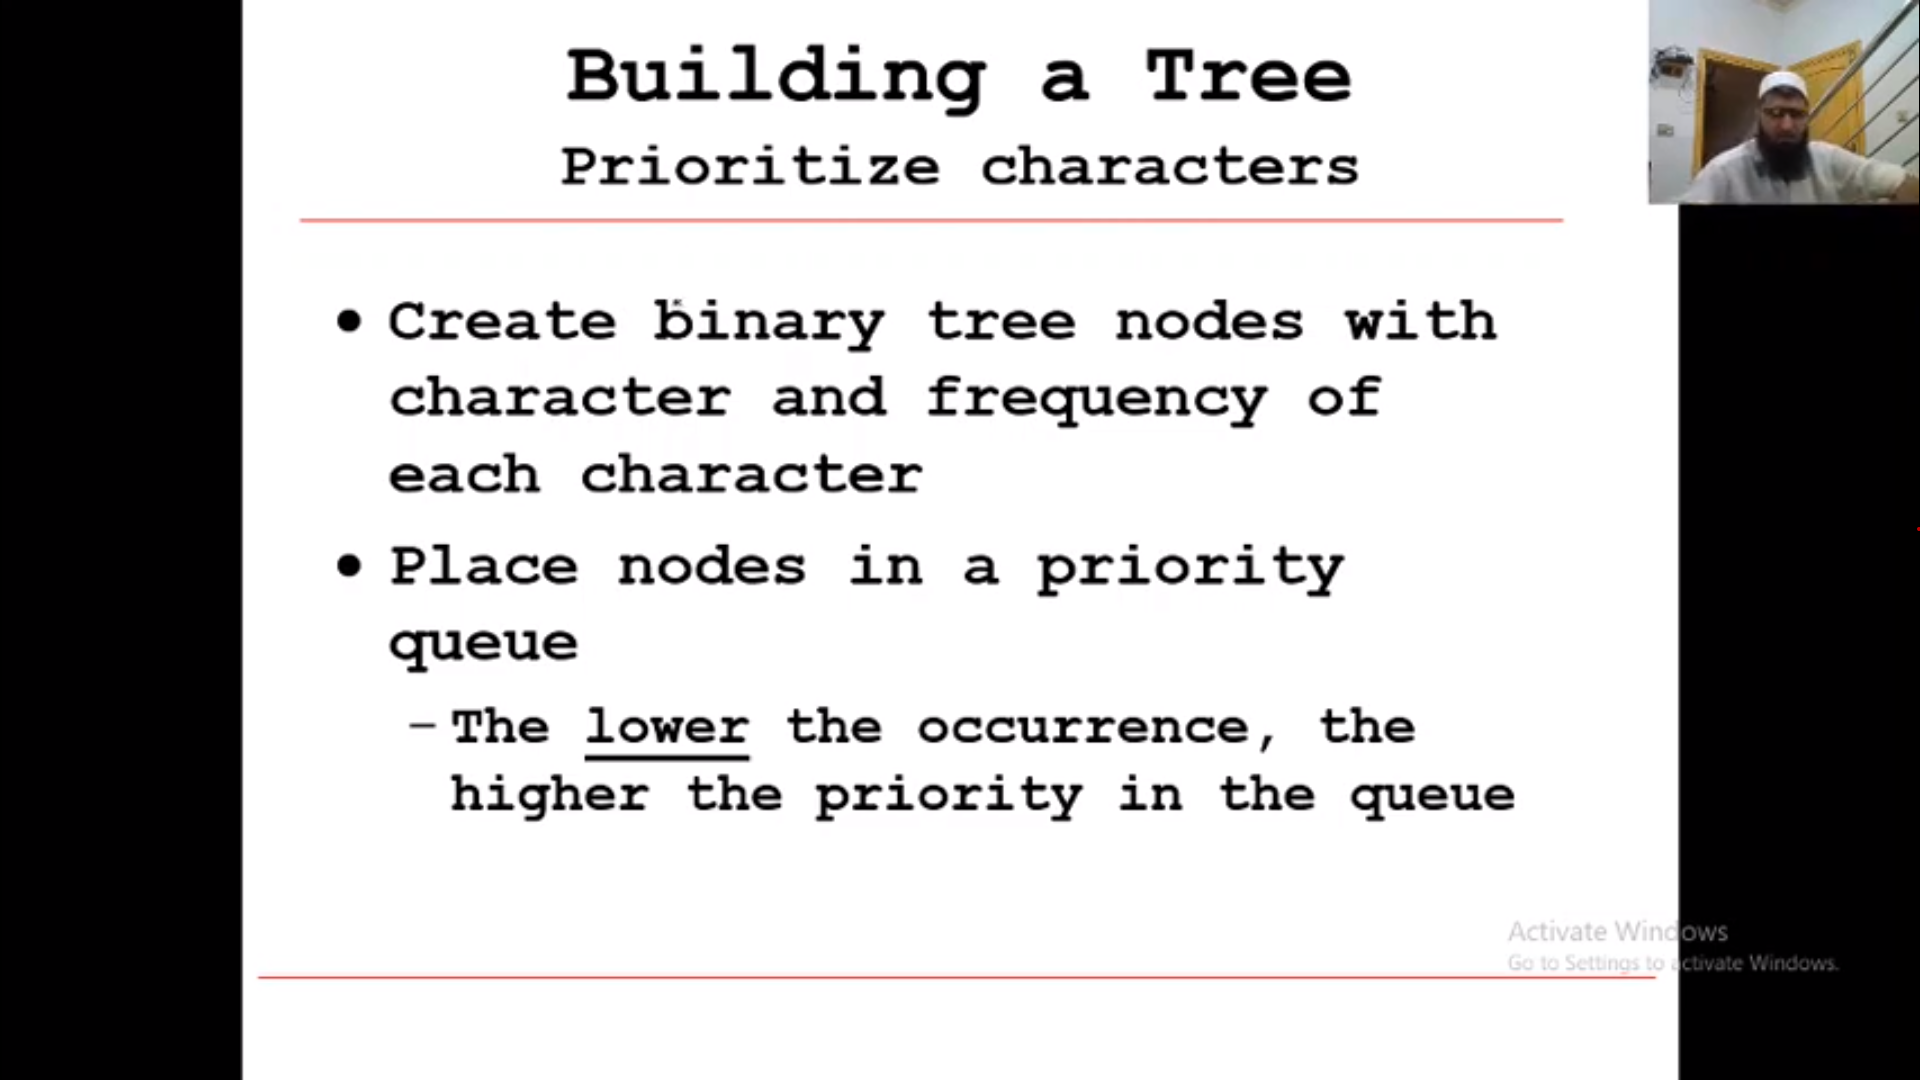 Building a Tree
Prioritize characters
• Create binary tree nodes with
character and frequency of
each character
• Place nodes in a priority
queue
– The lower the occurrence, the
higher the priority in the queue
Activate Windows
Go to Settings to activate Windows.